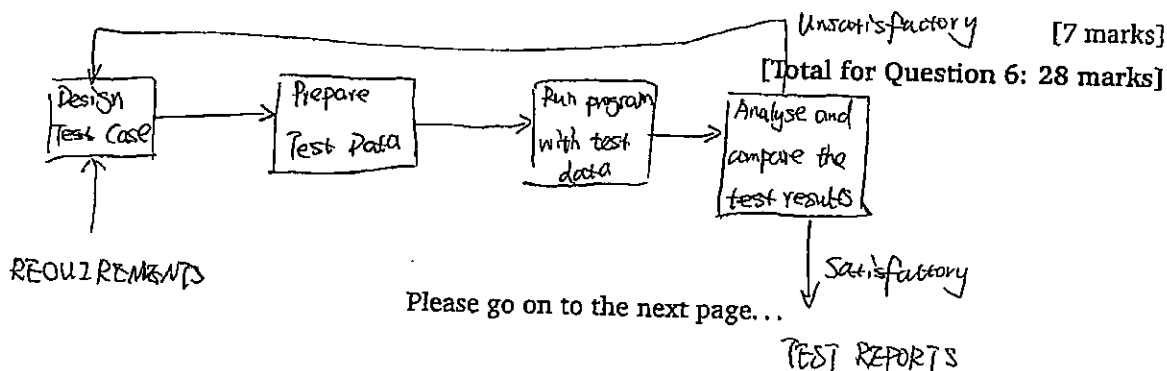 Unsatisfactory
[7 marks]
[Total for Question 6: 28 marks]
Design
Test Case
Prepare
Test Data
Run program
with test
data
Analyse and
compare the
test results
REQUIREMENTS
Satisfactory
Please go on to the next page...
TEST REPORTS